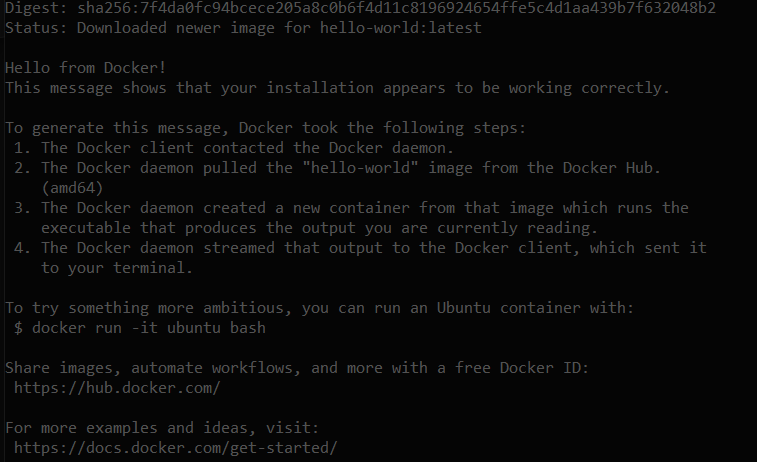 Digest: sha256:7f4da0fc94bcece205a8c0b6f4d11c8196924654ffe5c4d1aa439b7f632048b2
Status: Downloaded newer image for hello-world:latest
Hello from Docker!
This message shows that your installation appears to be working correctly.
To generate this message, Docker took the following steps:
1. The Docker client contacted the Docker daemon.
2. The Docker daemon pulled the "hello-world" image from the Docker Hub.
(amd64)
3. The Docker daemon created a new container from that image which runs the
executable that produces the output you are currently reading.
4. The Docker daemon streamed that output to the Docker client, which sent it
to your terminal.
To try something more ambitious, you can run an Ubuntu container with:
$ docker run -it ubuntu bash
Share images, automate workflows, and more with a free Docker ID:
https://hub.docker.com/
For more examples and ideas, visit:
https://docs.docker.com/get-started/